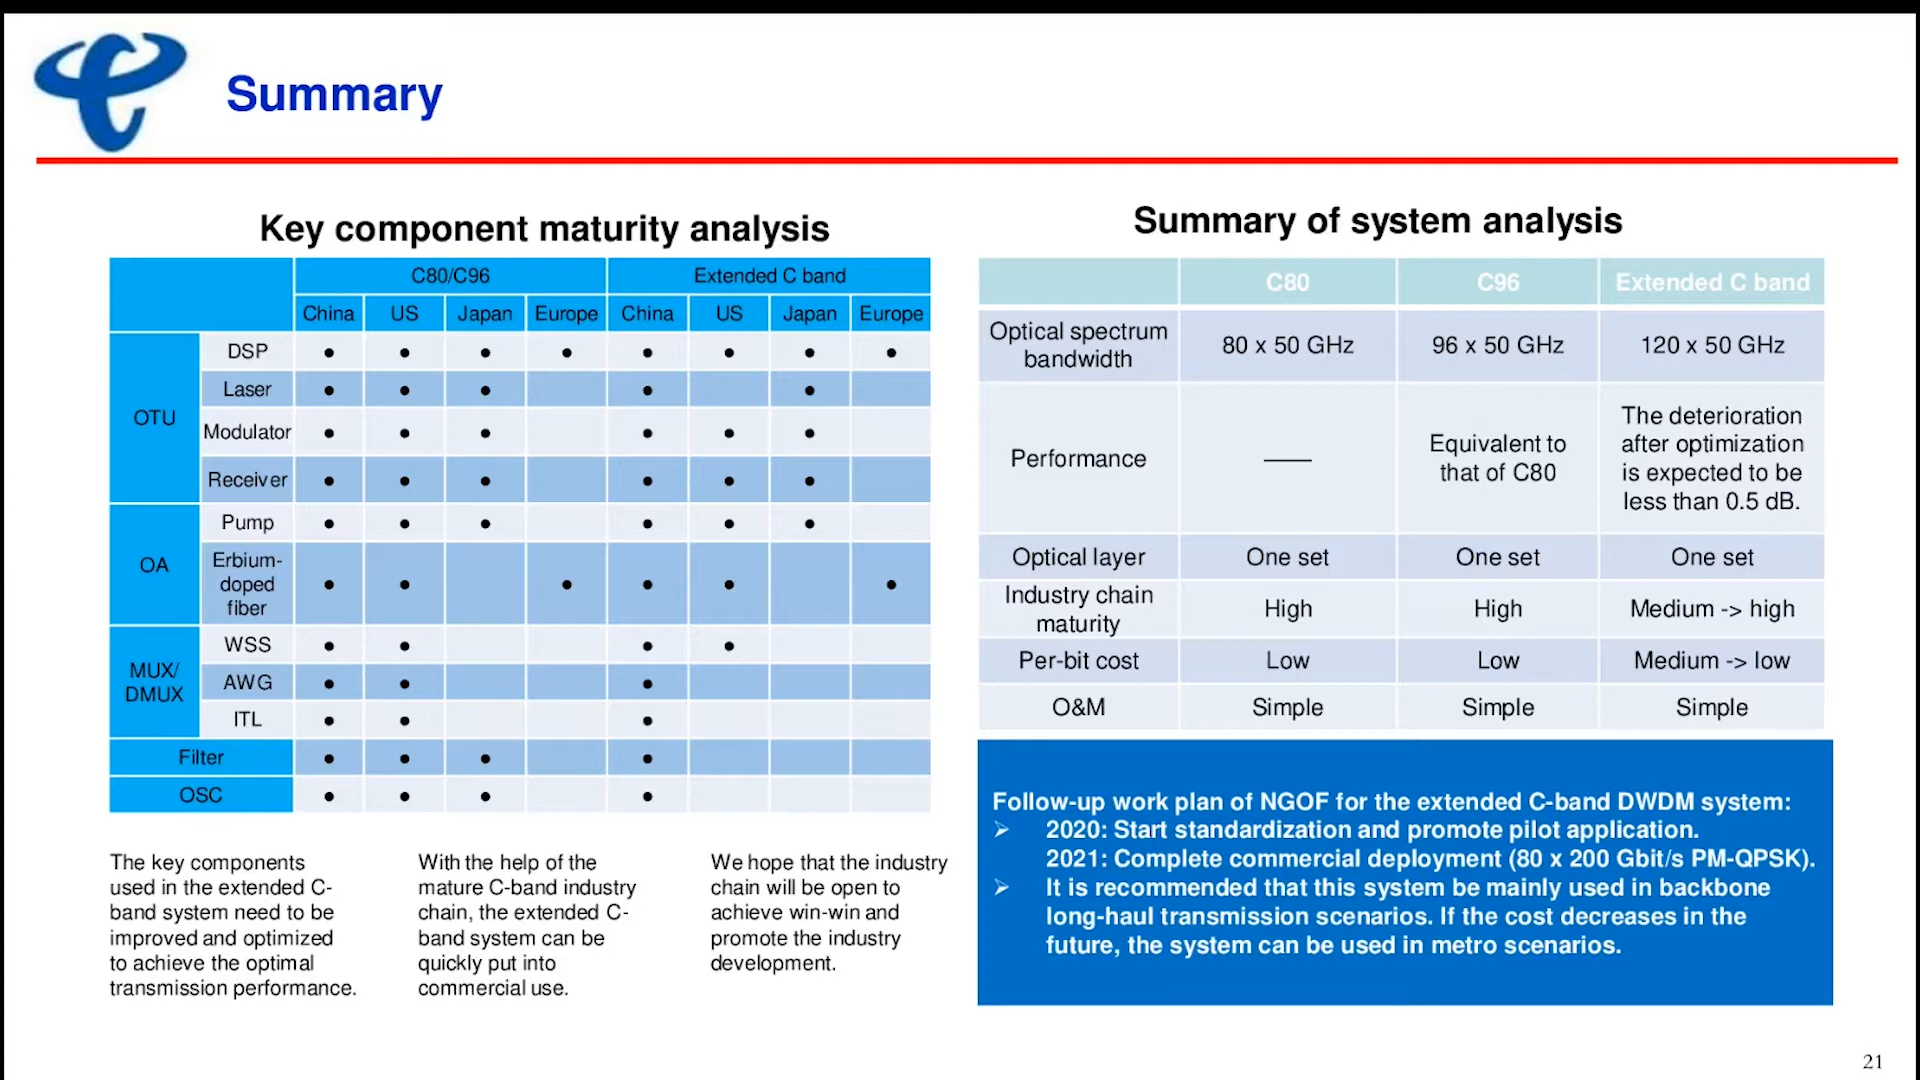 Summary
Key component maturity analysis
C80/C96 Extended C band
China US Japan Europe China US Japan Europe
OTU
DSP ● ● ● ● ● ● ● ●
Laser ● ● ● ● ●
Modulator ● ● ● ● ● ●
Receiver ● ● ● ● ● ●
OA
Pump ● ● ● ● ● ●
Erbium-
doped
fiber
● ● ● ● ● ●
MUX/
DMUX
WSS ● ● ● ●
AWG ● ● ●
ITL ● ● ●
Filter ● ● ● ●
OSC ● ● ● ●
The key components
used in the extended C-
band system need to be
improved and optimized
to achieve the optimal
transmission performance.
With the help of the
mature C-band industry
chain, the extended C-
band system can be
quickly put into
commercial use.
We hope that the industry
chain will be open to
achieve win-win and
promote the industry
development.
Summary of system analysis
C80 C96 Extended C band
Optical spectrum
bandwidth
80 x 50 GHz 96 x 50 GHz 120 x 50 GHz
Performance
——
Equivalent to
that of C80
The deterioration
after optimization
is expected to be
less than 0.5 dB.
Optical layer One set One set One set
Industry chain
maturity
High High Medium -> high
Per-bit cost Low Low Medium -> low
O&M Simple Simple Simple
Follow-up work plan of NGOF for the extended C-band DWDM system:
➢ 2020: Start standardization and promote pilot application.
2021: Complete commercial deployment (80 x 200 Gbit/s PM-QPSK).
➢ It is recommended that this system be mainly used in backbone
long-haul transmission scenarios. If the cost decreases in the
future, the system can be used in metro scenarios.
21